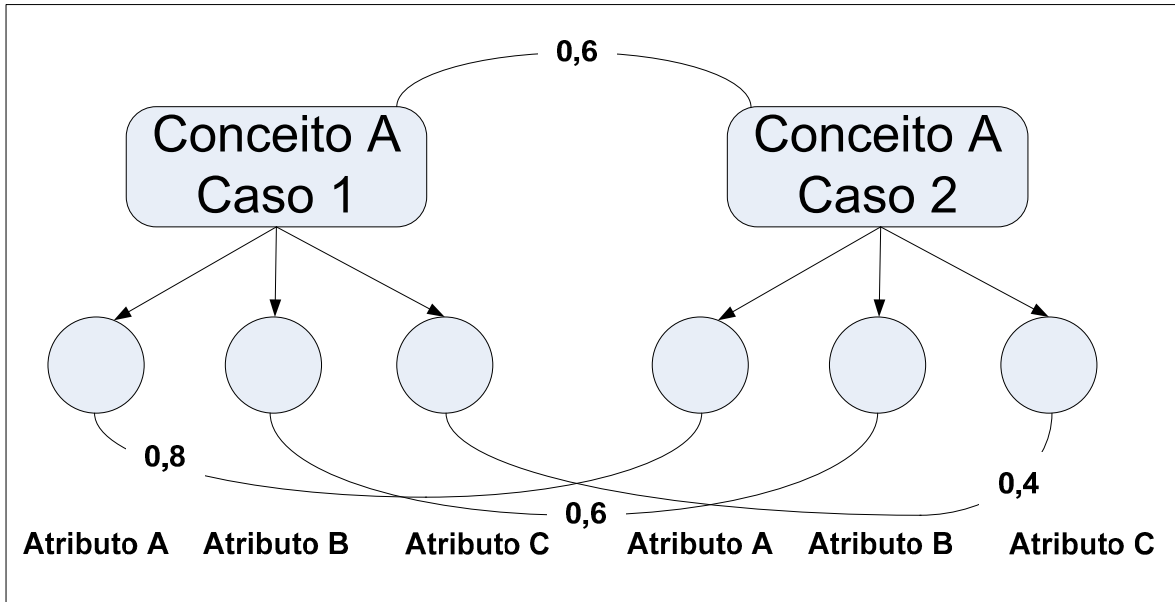 0,6
Conceito A
Caso 1
Conceito A
Caso 2
0,8
0,4
0,6
Atributo A Atributo B Atributo C Atributo A Atributo B Atributo C